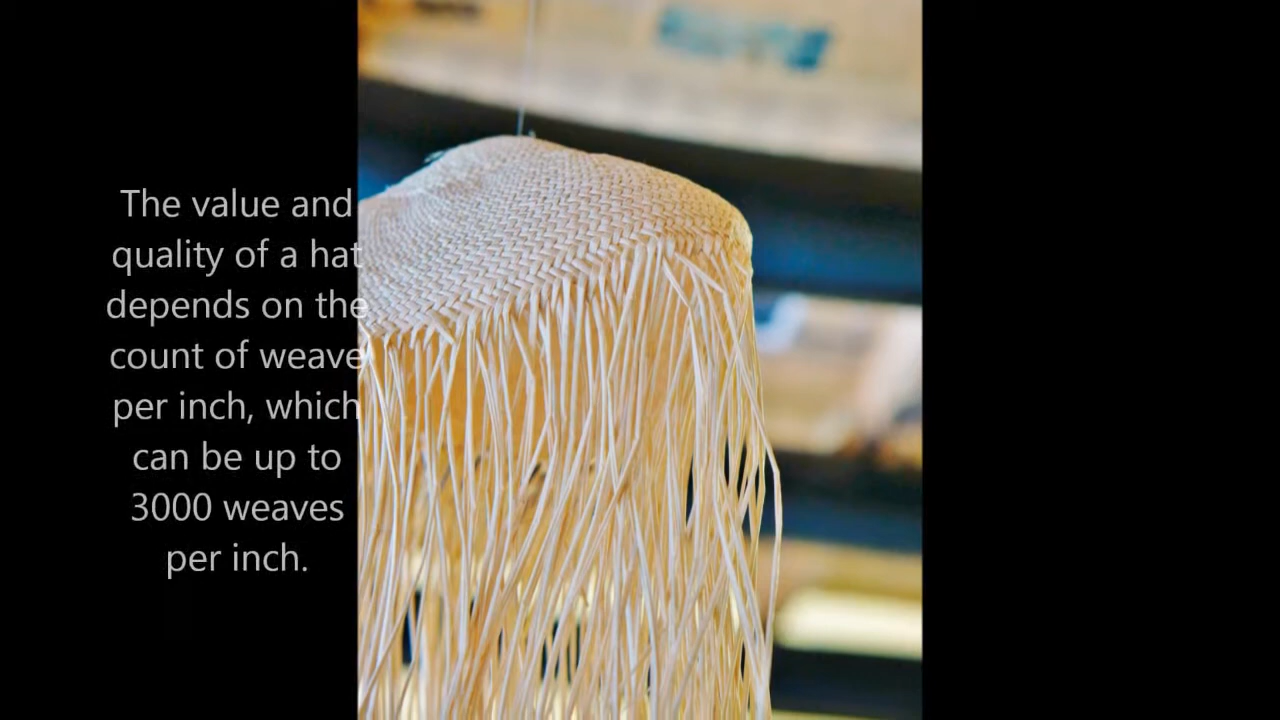 The value and
quality of a hat
depends on the
count of weave
per inch, which
can be up to
3000 weaves
per inch.